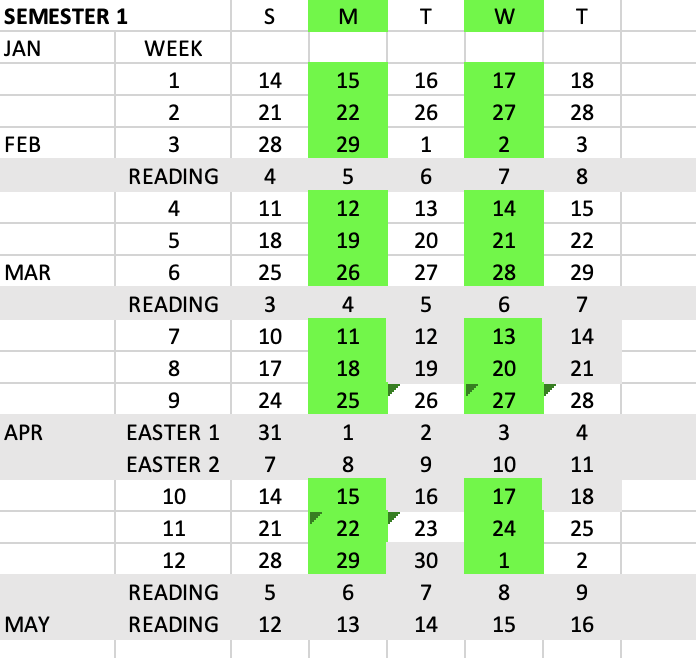 SEMESTER 1 S M T W T
JAN WEEK
1 14 15 16 17 18
2 21 22 26 27 28
FEB 3 28 29 1 2 3
READING 4 5 6 7 8
4 11 12 13 14 15
5 18 19 20 21 22
MAR 6 25 26 27 28 29
READING 3 4 5 6 7
7 10 11 12 13 14
8 17 18 19 20 21
9 24 25 26 27 28
APR EASTER 1 31 1 2 3 4
EASTER 2 7 8 9 10 11
10 14 15 16 17 18
11 21 22 23 24 25
12 28 29 30 1 2
READING 5 6 7 8 9
MAY READING 12 13 14 15 16